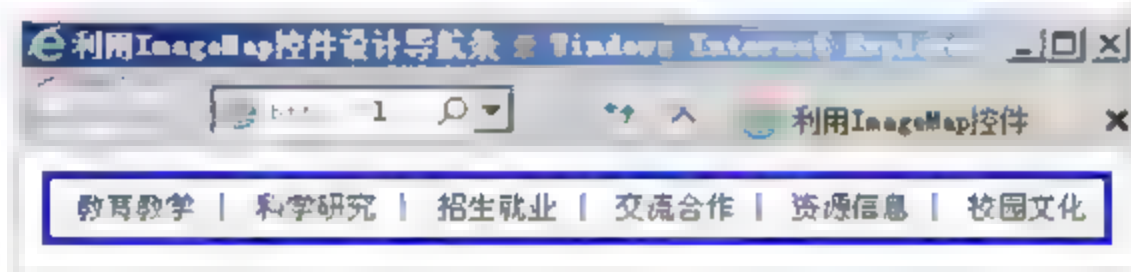 利用ImageMap控件设计导航条 - Windows Internet Expl
利用ImageMap控件
教育教学 | 科学研究 | 招生就业 | 交流合作 | 资源信息 | 校园文化